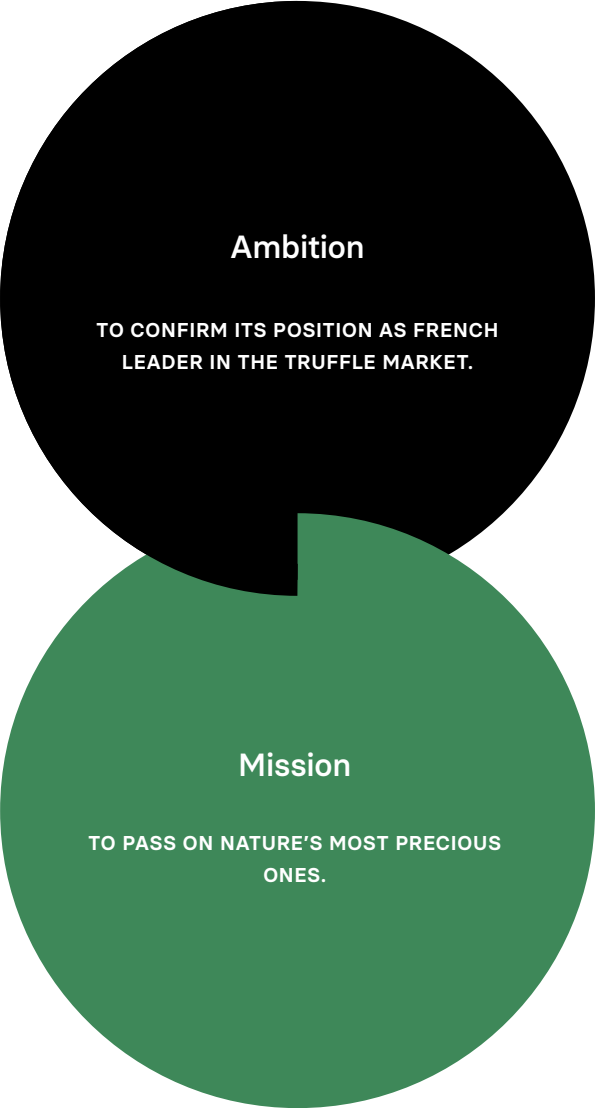 Ambition
TO CONFIRM ITS POSITION AS FRENCH
LEADER IN THE TRUFFLE MARKET.
Mission
TO PASS ON NATURE’S MOST PRECIOUS
ONES.